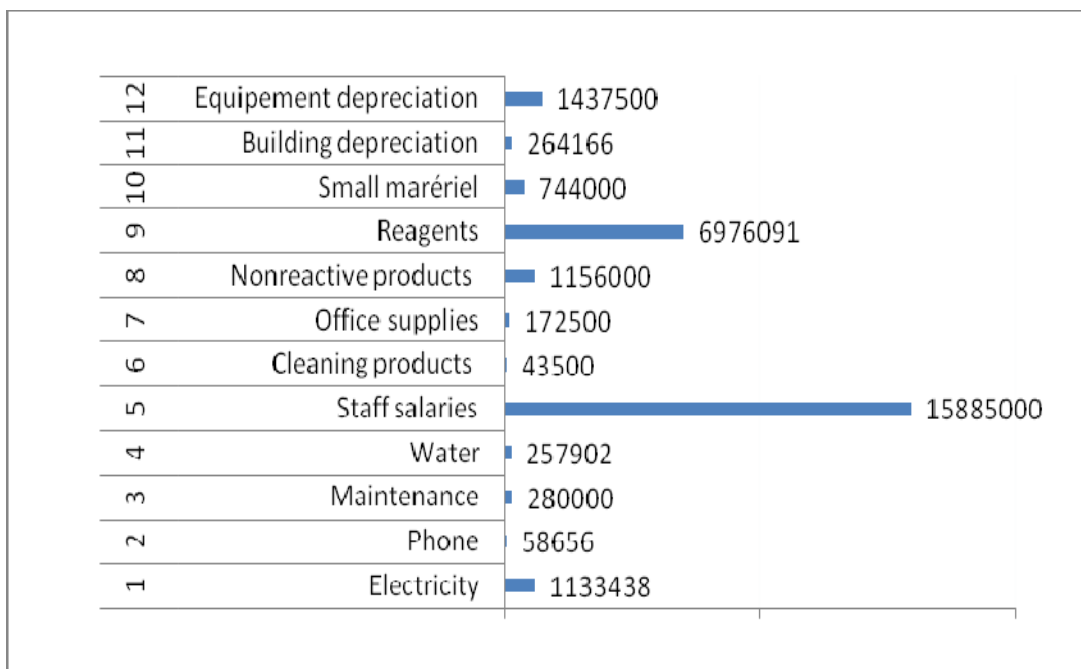 12 Equipement depreciation 1437500
11 Building depreciation 264166
10 Small marériel 744000
9 Reagents 6976091
8 Nonreactive products 1156000
7 Office supplies 172500
6 Cleaning products 43500
5 Staff salaries 15885000
4 Water 257902
3 Maintenance 280000
2 Phone 58656
1 Electricity 1133438